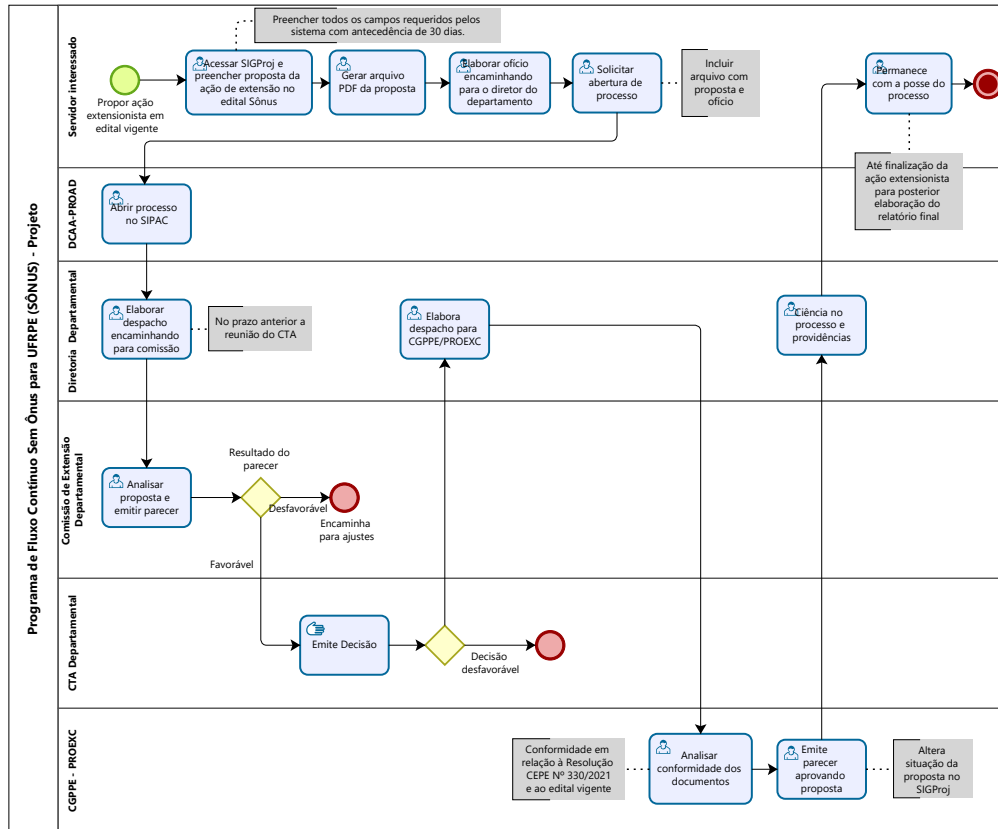 Programa de Fluxo Contínuo Sem Ônus para UFRPE (SÔNUS) - Projeto
Servidor interessado
Preencher todos os campos requeridos pelos
sistema com antecedência de 30 dias.
Propor ação
extensionista em
edital vigente
Acessar SIGProj e
preencher proposta da
ação de extensão no
edital Sônus
Gerar arquivo
PDF da proposta
Elaborar ofício
encaminhando
para o diretor do
departamento
Solicitar
abertura de
processo
Incluir
arquivo com
proposta e
ofício
Permanece
com a posse do
processo
Até finalização da
ação extensionista
para posterior
elaboração do
relatório final
DCAA-PROAD
Abrir processo
no SIPAC
Diretoria Departamental
Elaborar
despacho
encaminhando
para comissão
No prazo anterior a
reunião do CTA
Elabora
despacho para
CGPPE/PROEXC
Ciência no
processo e
providências
Comissão de Extensão
Departamental
Analisar
proposta e
emitir parecer
Resultado do
parecer
Desfavorável
Encaminha
para ajustes
Favorável
CTA Departamental
Emite Decisão
Decisão
desfavorável
CGPPE - PROEXC
Conformidade em
relação à Resolução
CEPE Nº 330/2021
e ao edital vigente
Analisar
conformidade dos
documentos
Emite
parecer
aprovando
proposta
Altera
situação da
proposta no
SIGProj